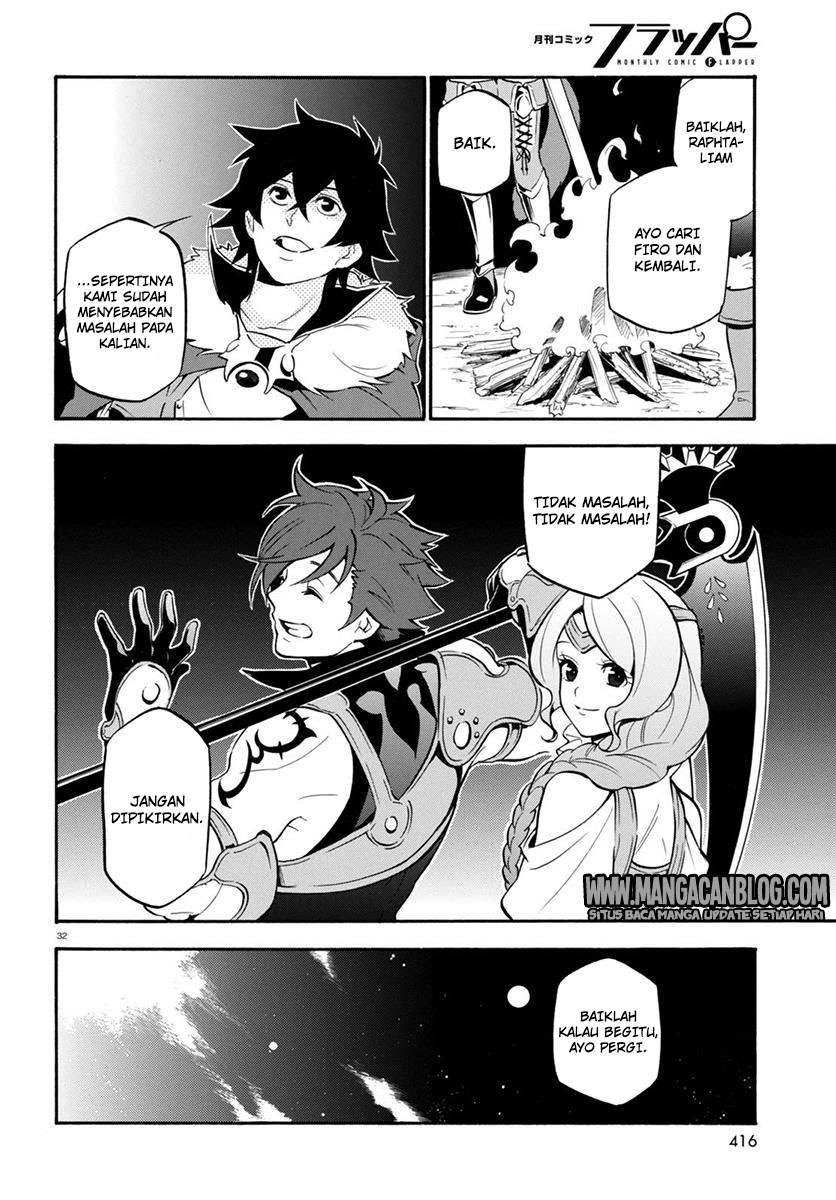 月刊コミック フラッパー
MONTHLY COMIC FLAPPER
BAIKLAH,
RAPHTA-
LIAM
AYO CARI
FIRO DAN
KEMBALI.
BAIK.
...SEPERTINYA
KAMI SUDAH
MENYEBABKAN
MASALAH PADA
KALIAN.
TIDAK MASALAH,
TIDAK MASALAH!
JANGAN
DIPIKIRKAN.
WWW.MANGACANBLOG.COM
SITUS BACA MANGA UPDATE SETIAP HARI
32
BAIKLAH
KALAU BEGITU,
AYO PERGI.
416